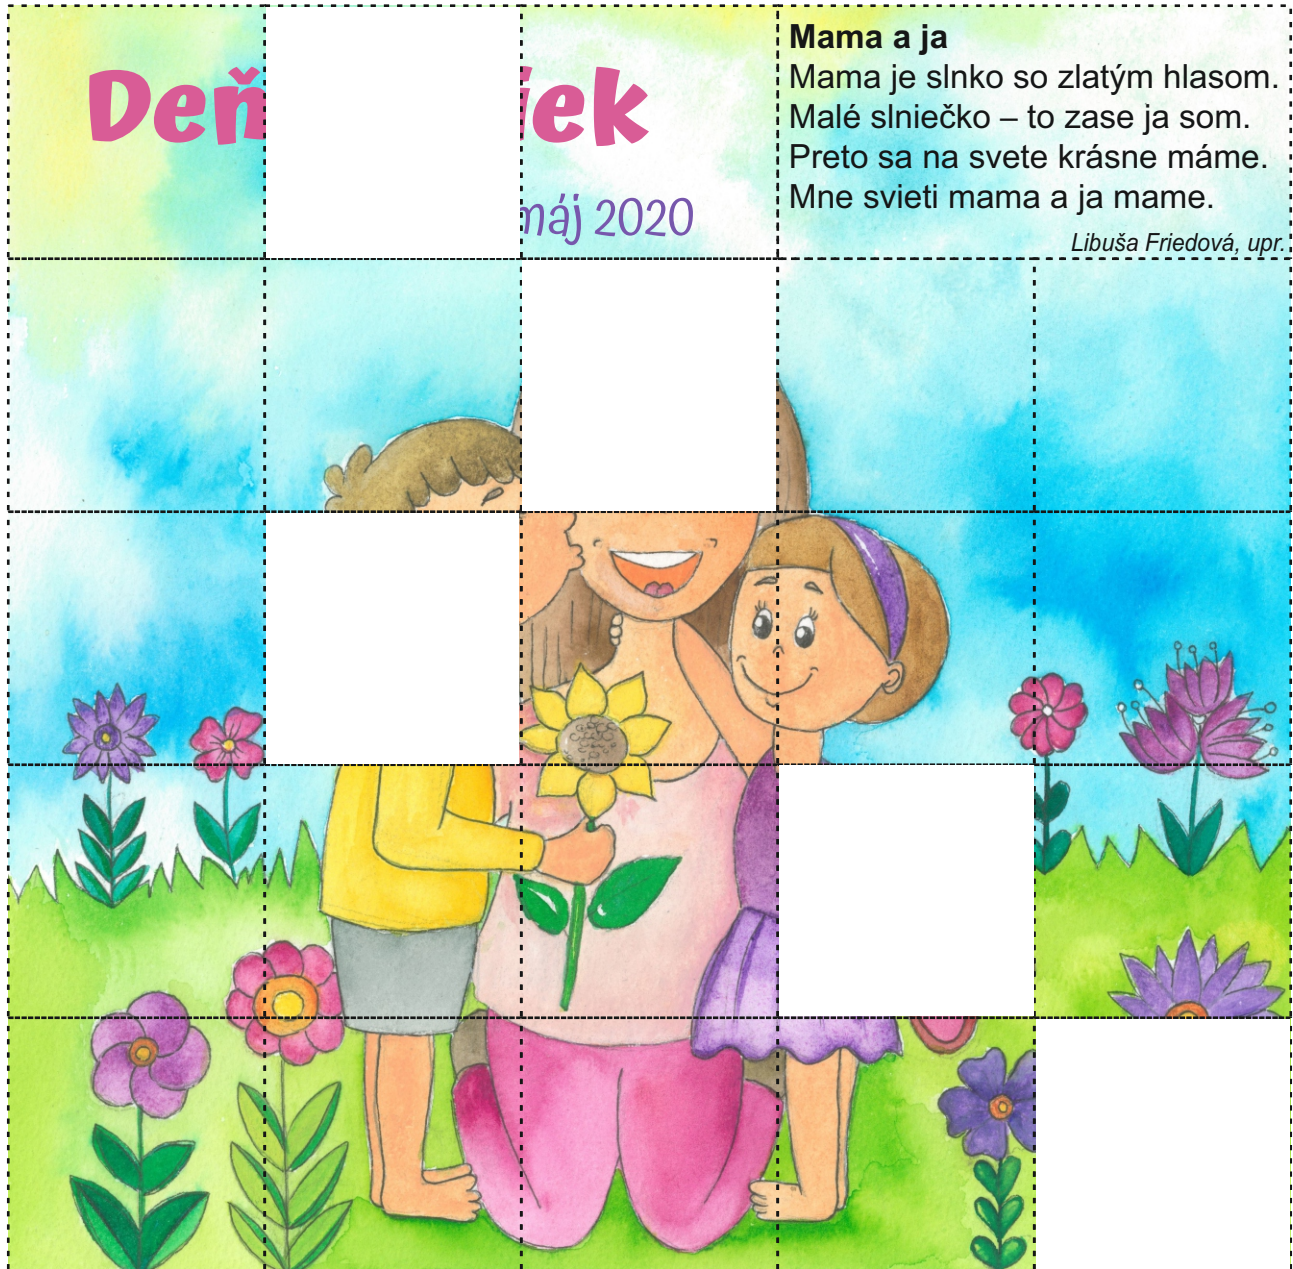 Deň iek
máj 2020
Mama a ja
Mama je slnko so zlatým hlasom.
Malé slniečko – to zase ja som.
Preto sa na svete krásne máme.
Mne svieti mama a ja mame.
Libuša Friedová, upr.